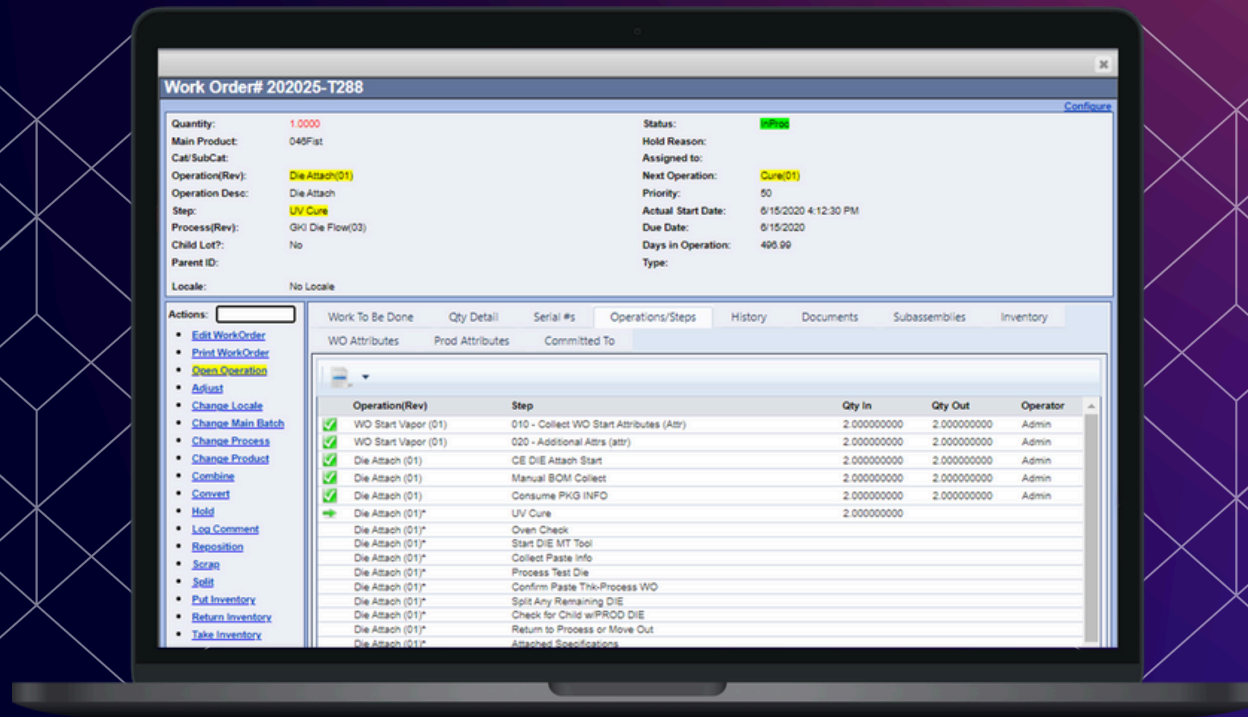 Work Order# 202025-T288
Configure
Quantity: 1.0000 Status: InProc
Main Product: 046Fist Hold Reason:
Cat/SubCat: Assigned to:
Operation(Rev): Die Attach(01) Next Operation: Cure(01)
Operation Desc: Die Attach Priority: 50
Step: UV Cure Actual Start Date: 6/15/2020 4:12:30 PM
Process(Rev): GKI Die Flow(03) Due Date: 6/15/2020
Child Lot?: No Days in Operation: 496.99
Parent ID: Type:
Locale: No Locale
Actions:
Edit WorkOrder
Print WorkOrder
Open Operation
Adjust
Change Locale
Change Main Batch
Change Process
Change Product
Combine
Convert
Hold
Log Comment
Reposition
Scrap
Split
Put Inventory
Return Inventory
Take Inventory
Work To Be Done Qty Detail Serial #s Operations/Steps History Documents Subassemblies Inventory
WO Attributes Prod Attributes Committed To
Operation(Rev) Step Qty In Qty Out Operator
WO Start Vapor (01) 010 - Collect WO Start Attributes (Attr) 2.000000000 2.000000000 Admin
WO Start Vapor (01) 020 - Additional Attrs (attr) 2.000000000 2.000000000 Admin
Die Attach (01) CE DIE Attach Start 2.000000000 2.000000000 Admin
Die Attach (01) Manual BOM Collect 2.000000000 2.000000000 Admin
Die Attach (01) Consume PKG INFO 2.000000000 2.000000000 Admin
Die Attach (01)* UV Cure 2.000000000
Die Attach (01)* Oven Check
Die Attach (01)* Start DIE MT Tool
Die Attach (01)* Collect Paste Info
Die Attach (01)* Process Test Die
Die Attach (01)* Confirm Paste Thk-Process WO
Die Attach (01)* Split Any Remaining DIE
Die Attach (01)* Check for Child w/PROD DIE
Die Attach (01)* Return to Process or Move Out
Die Attach (01)* Attached Specifications